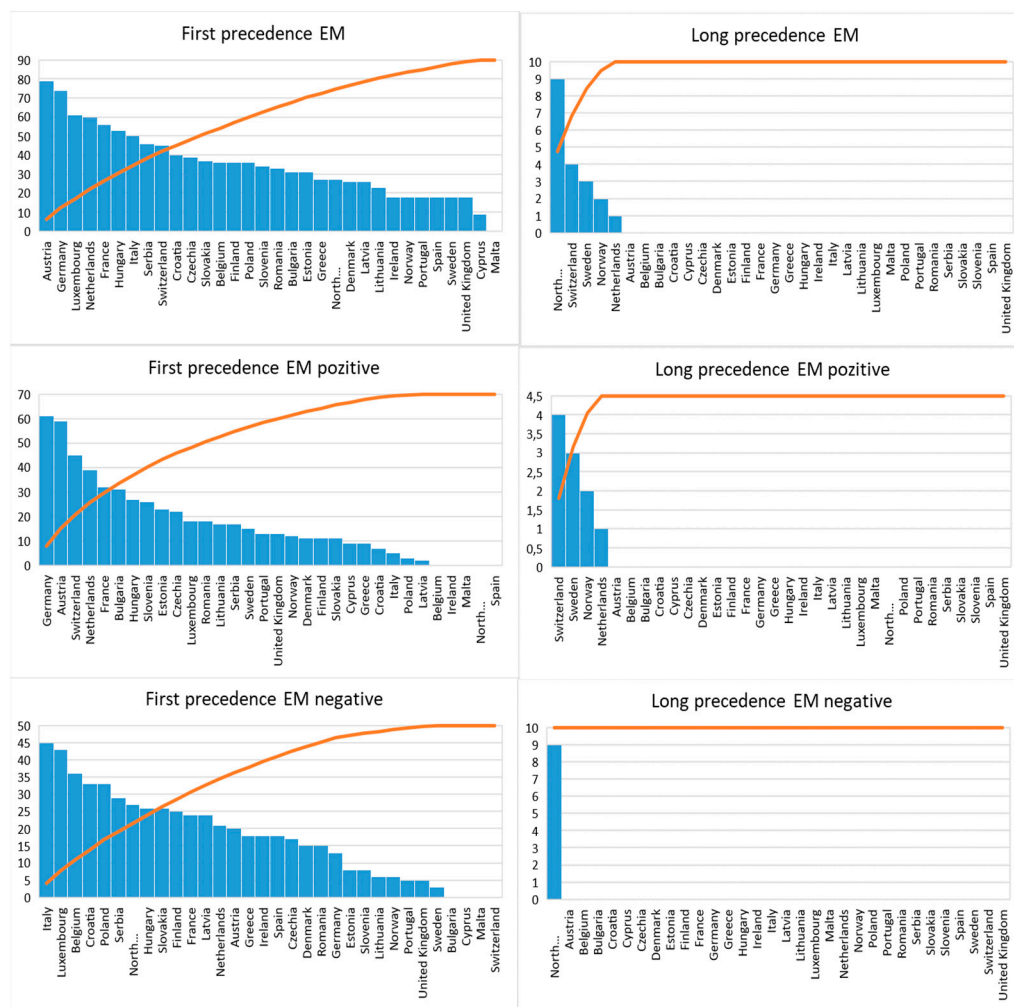 First precedence EM
90
80
70
60
50
40
30
20
10
0
Austria
Germany
Luxembourg
Netherlands
France
Hungary
Italy
Serbia
Switzerland
Croatia
Czechia
Slovakia
Belgium
Finland
Poland
Slovenia
Romania
Bulgaria
Estonia
Greece
North...
Denmark
Latvia
Lithuania
Ireland
Norway
Portugal
Spain
Sweden
United Kingdom
Cyprus
Malta
Long precedence EM
10
9
8
7
6
5
4
3
2
1
0
North...
Switzerland
Sweden
Norway
Netherlands
Austria
Belgium
Bulgaria
Croatia
Cyprus
Czechia
Denmark
Estonia
Finland
France
Germany
Greece
Hungary
Ireland
Italy
Latvia
Lithuania
Luxembourg
Malta
Poland
Portugal
Romania
Serbia
Slovakia
Slovenia
Spain
United Kingdom
First precedence EM pozitive
70
60
50
40
30
20
10
0
Germany
Austria
Switzerland
Netherlands
France
Bulgaria
Hungary
Slovenia
Estonia
Czechia
Luxembourg
Romania
Lithuania
Serbia
Sweden
Portugal
United Kingdom
Norway
Denmark
Finland
Slovakia
Cyprus
Greece
Croatia
Italy
Poland
Latvia
Belgium
Ireland
Malta
North...
Spain
Long precedence EM pozitive
4,5
4
3,5
3
2,5
2
1,5
1
0,5
0
Switzerland
Sweden
Norway
Netherlands
Austria
Belgium
Bulgaria
Croatia
Cyprus
Czechia
Denmark
Estonia
Finland
France
Germany
Greece
Hungary
Ireland
Italy
Latvia
Lithuania
Luxembourg
Malta
North...
Poland
Portugal
Romania
Serbia
Slovakia
Slovenia
Spain
United Kingdom
First precedence EM negative
50
45
40
35
30
25
20
15
10
5
0
Italy
Luxembourg
Belgium
Croatia
Poland
Serbia
North...
Hungary
Slovakia
Finland
France
Latvia
Netherlands
Austria
Greece
Ireland
Spain
Czechia
Denmark
Romania
Germany
Estonia
Slovenia
Lithuania
Norway
Portugal
United Kingdom
Sweden
Bulgaria
Cyprus
Malta
Switzerland
Long precedence EM negative
10
9
8
7
6
5
4
3
2
1
0
North...
Austria
Belgium
Bulgaria
Croatia
Cyprus
Czechia
Denmark
Estonia
Finland
France
Germany
Greece
Hungary
Ireland
Italy
Latvia
Lithuania
Luxembourg
Malta
Netherlands
Norway
Poland
Portugal
Romania
Serbia
Slovakia
Slovenia
Spain
Sweden
Switzerland
United Kingdom